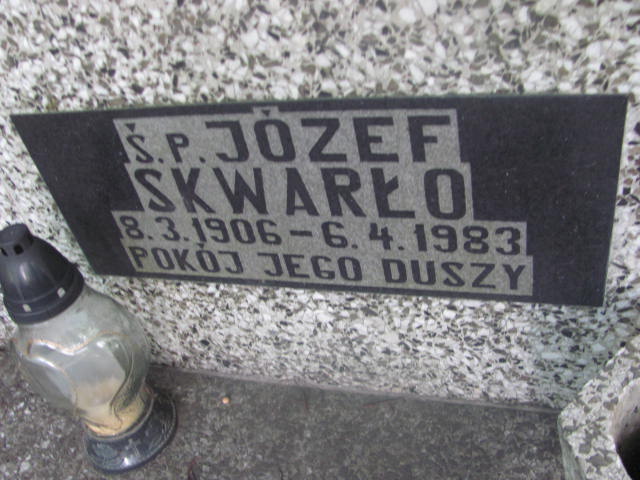 Ś.P. JÓZEF
SKWARŁO
8.3.1906-6.4.1983
POKÓJ JEGO DUSZY